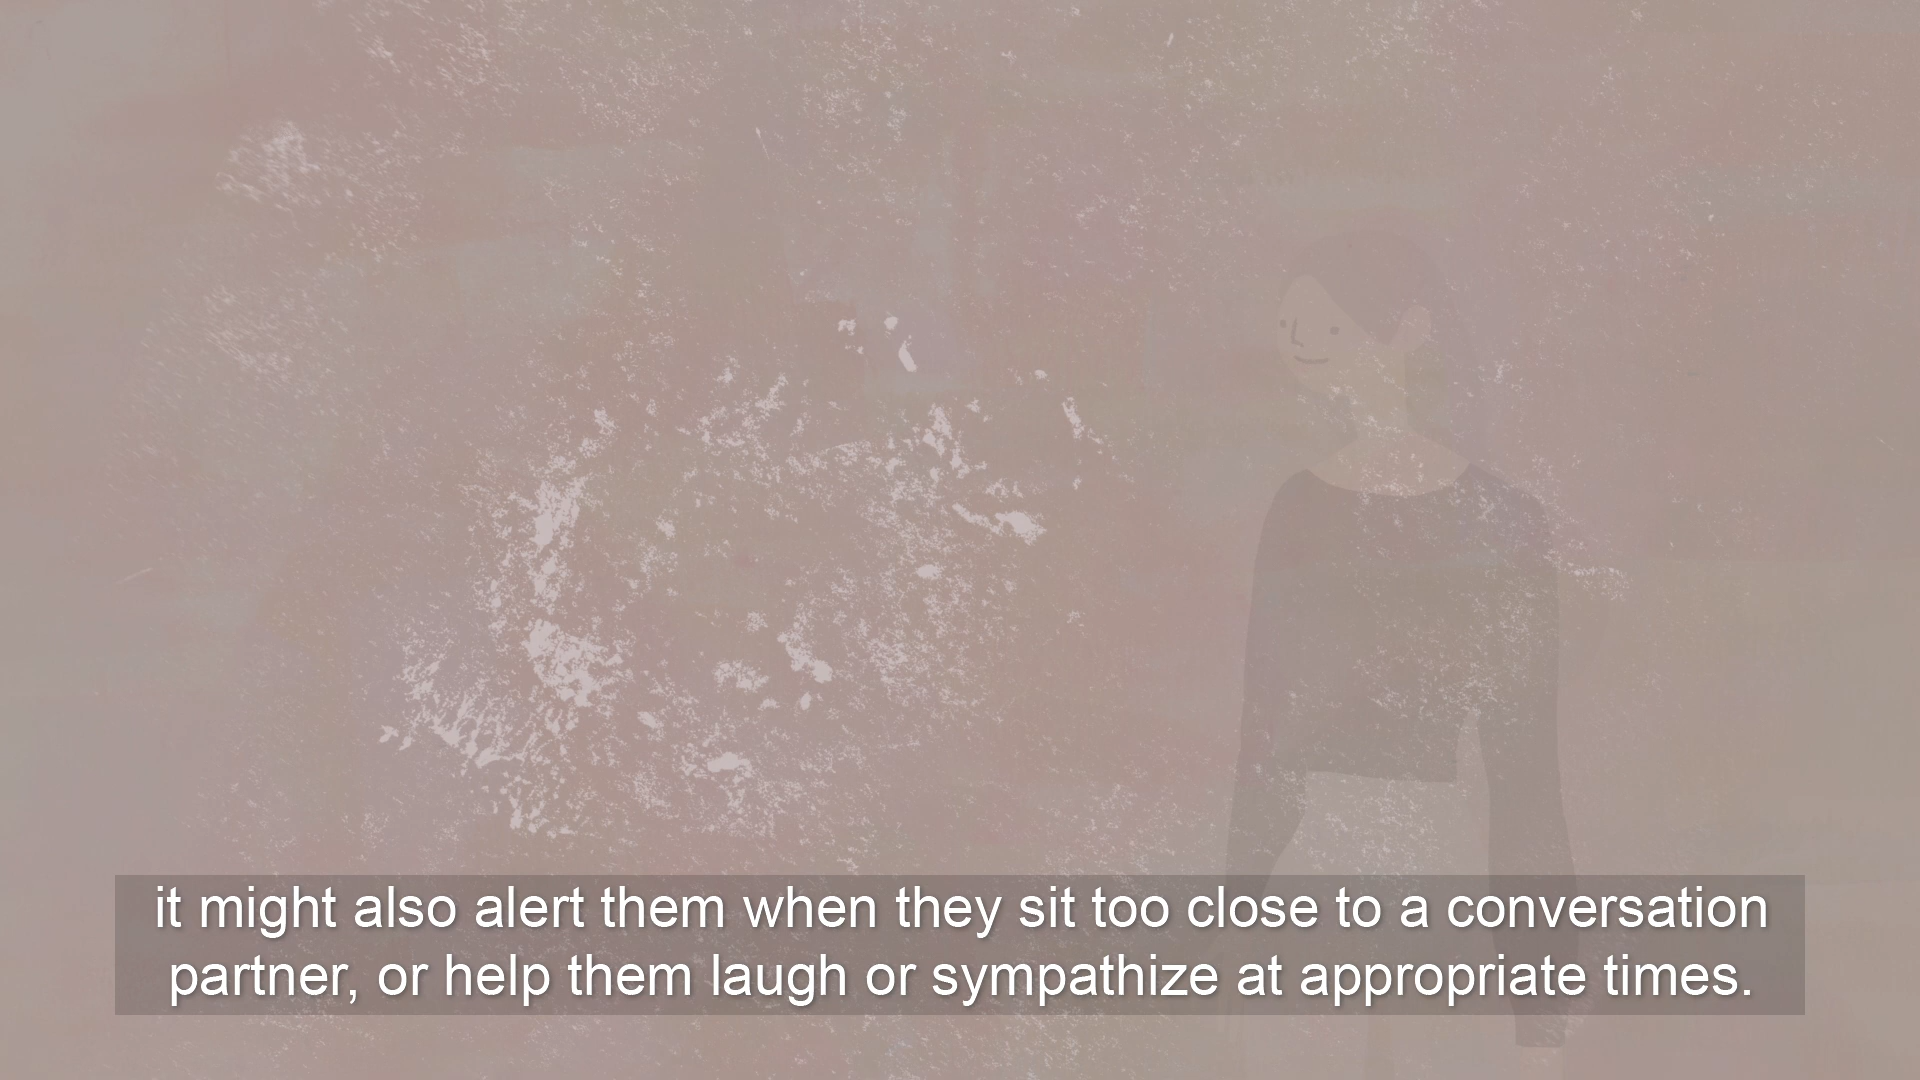 it might also alert them when they sit too close to a conversation
partner, or help them laugh or sympathize at appropriate times.